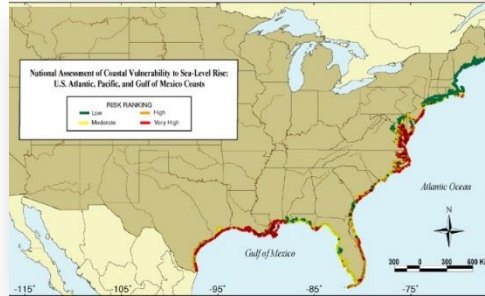 National Assessment of Coastal Vulnerability to Sea-Level Rise:
U.S. Atlantic, Pacific, and Gulf of Mexico Coasts
RISK RANKING
Low
High
Moderate
Very High
Atlantic Ocean
N
Gulf of Mexico
300 0 300 600 K
-115°
-95°
-85°
-75°